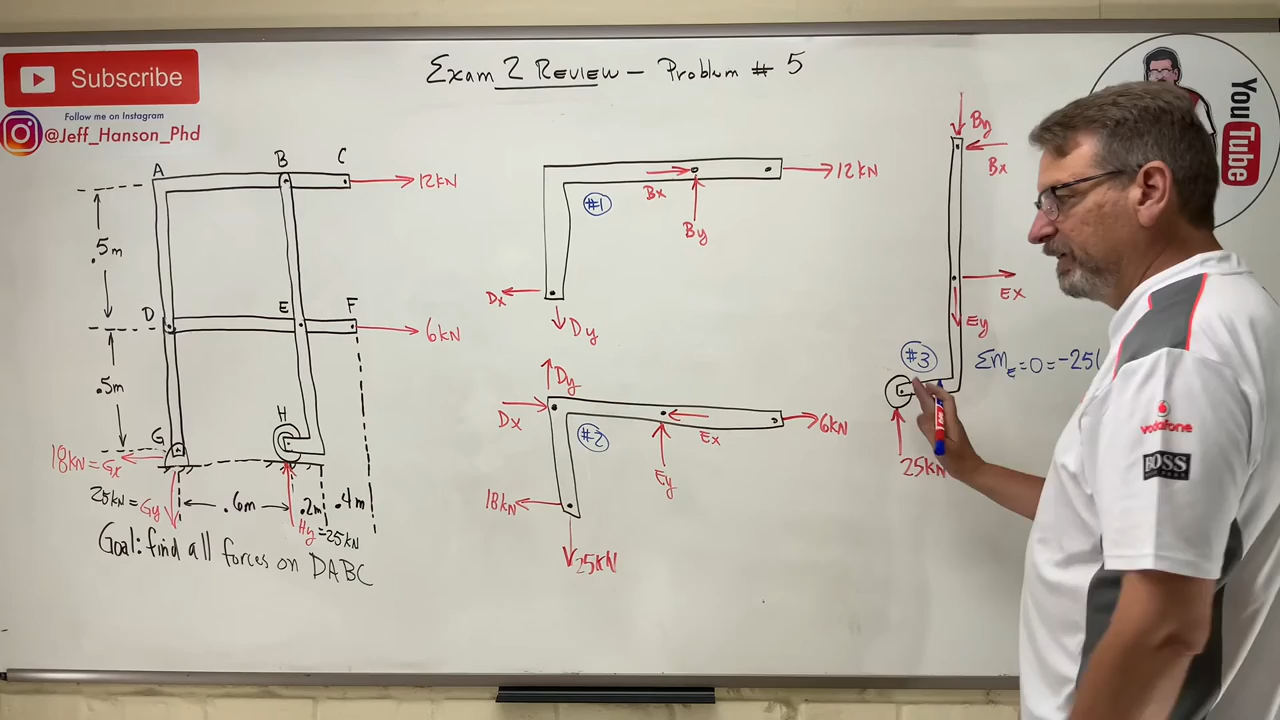 Exam 2 Review – Problem # 5
Subscribe
Follow me on Instagram
@Jeff_Hanson_Phd
YouTube
A
B
C
12kN
.5m
D
E
F
6kN
.5m
G
H
18kN = Gx
25kN = Gy
.6m
.2m
.4m
Hy = 25kN
Goal: find all forces on DABC
Bx
12kN
#1
By
Dx
Dy
Dy
Dx
#2
Ex
6kN
Ey
18kN
25KN
By
Bx
Ex
Ey
#3
ΣM_E = 0 = -25(
25kN
vodafone
BOSS